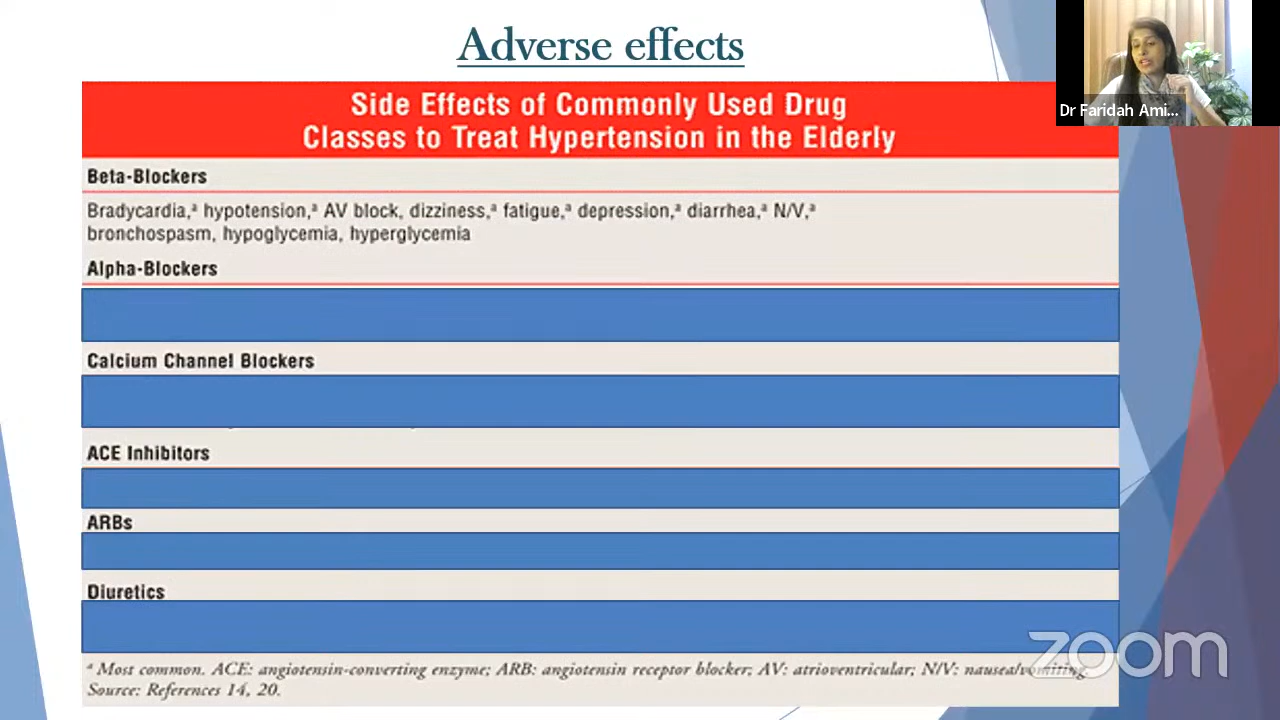 Adverse effects
Dr Faridah Ami...
Side Effects of Commonly Used Drug
Classes to Treat Hypertension in the Elderly
Beta-Blockers
Bradycardia,ᵃ hypotension,ᵃ AV block, dizziness,ᵃ fatigue,ᵃ depression,ᵃ diarrhea,ᵃ N/V,ᵃ
bronchospasm, hypoglycemia, hyperglycemia
Alpha-Blockers
Calcium Channel Blockers
ACE Inhibitors
ARBs
Diuretics
ᵃ Most common. ACE: angiotensin-converting enzyme; ARB: angiotensin receptor blocker; AV: atrioventricular; N/V: nausea/vomiting.
Source: References 14, 20.
zoom